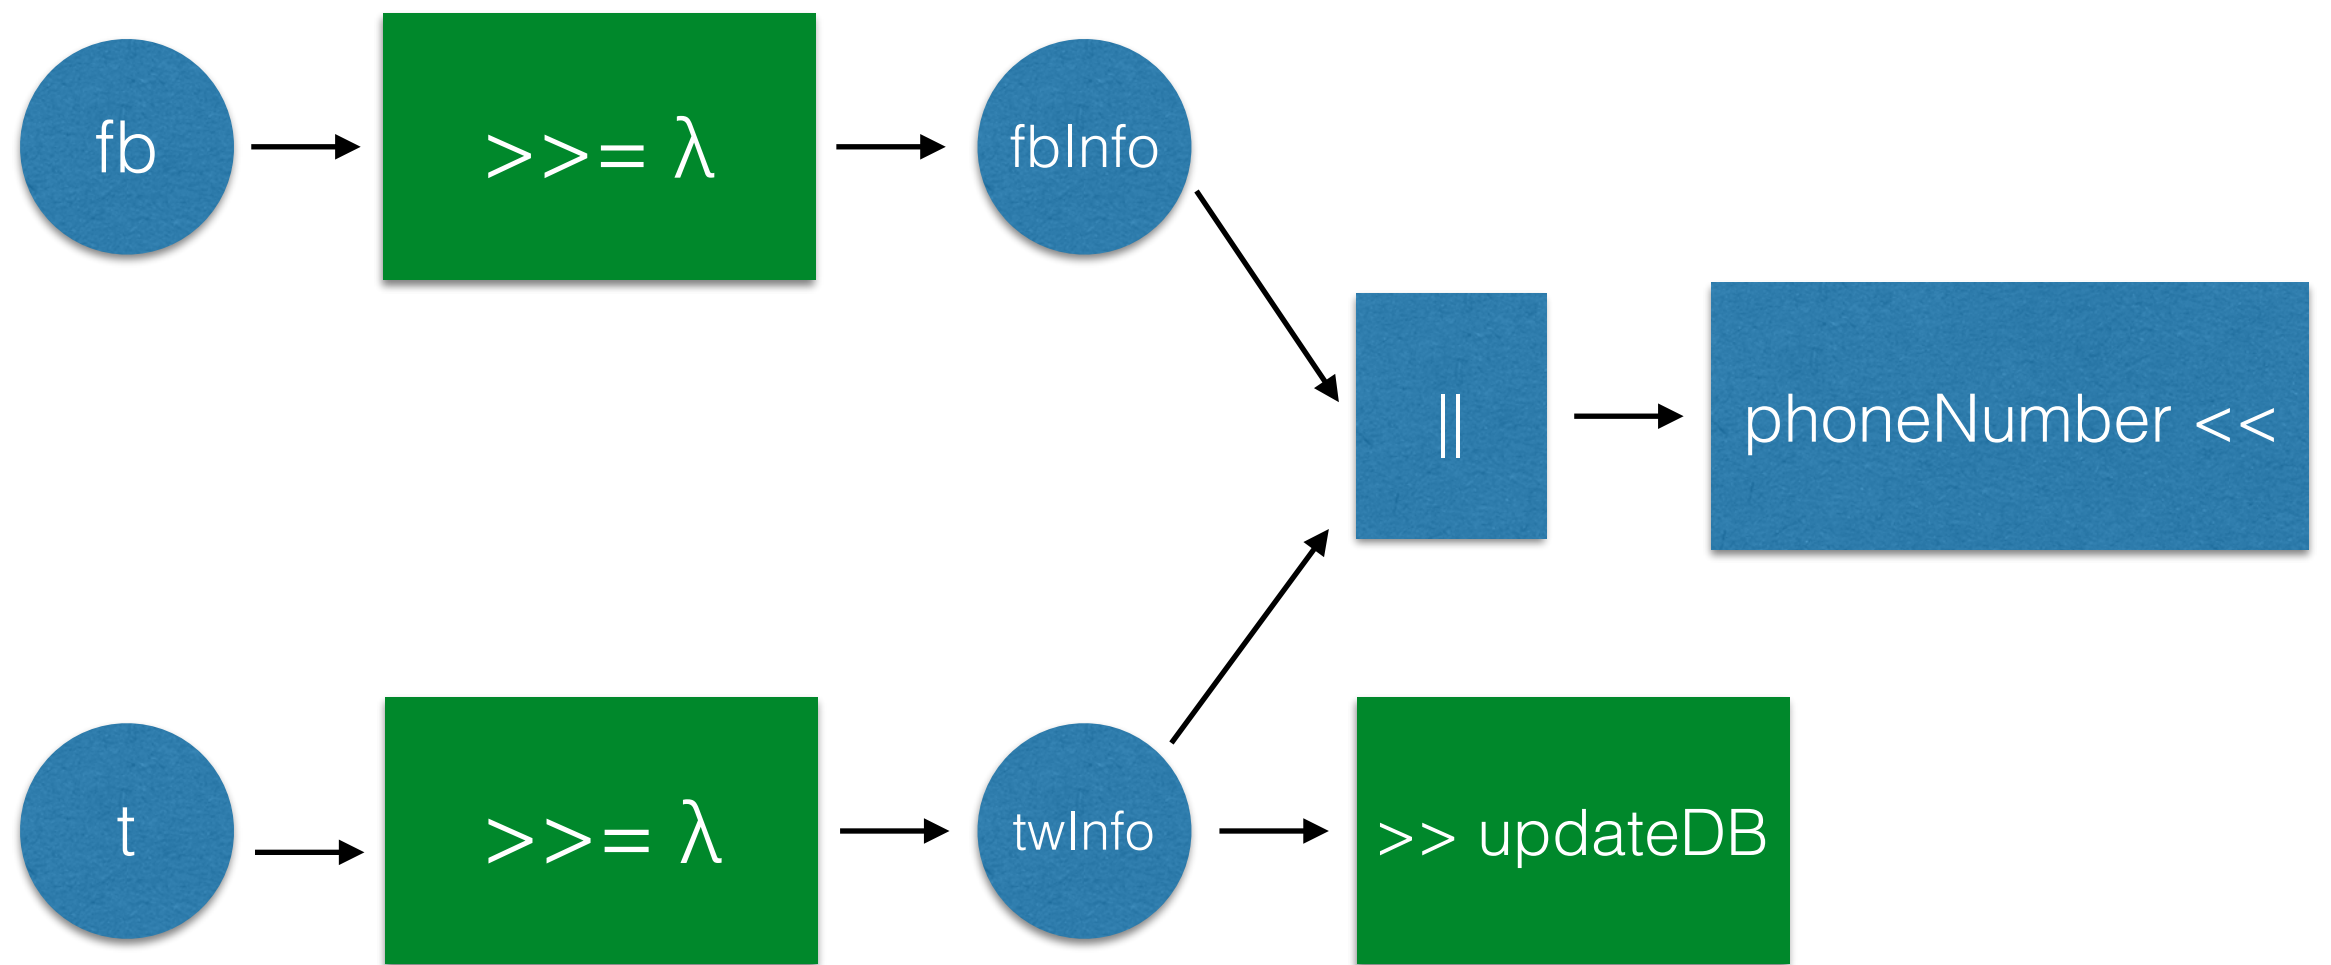 fb
>>= λ
fbInfo
||
phoneNumber <<
t
>>= λ
twInfo
>> updateDB